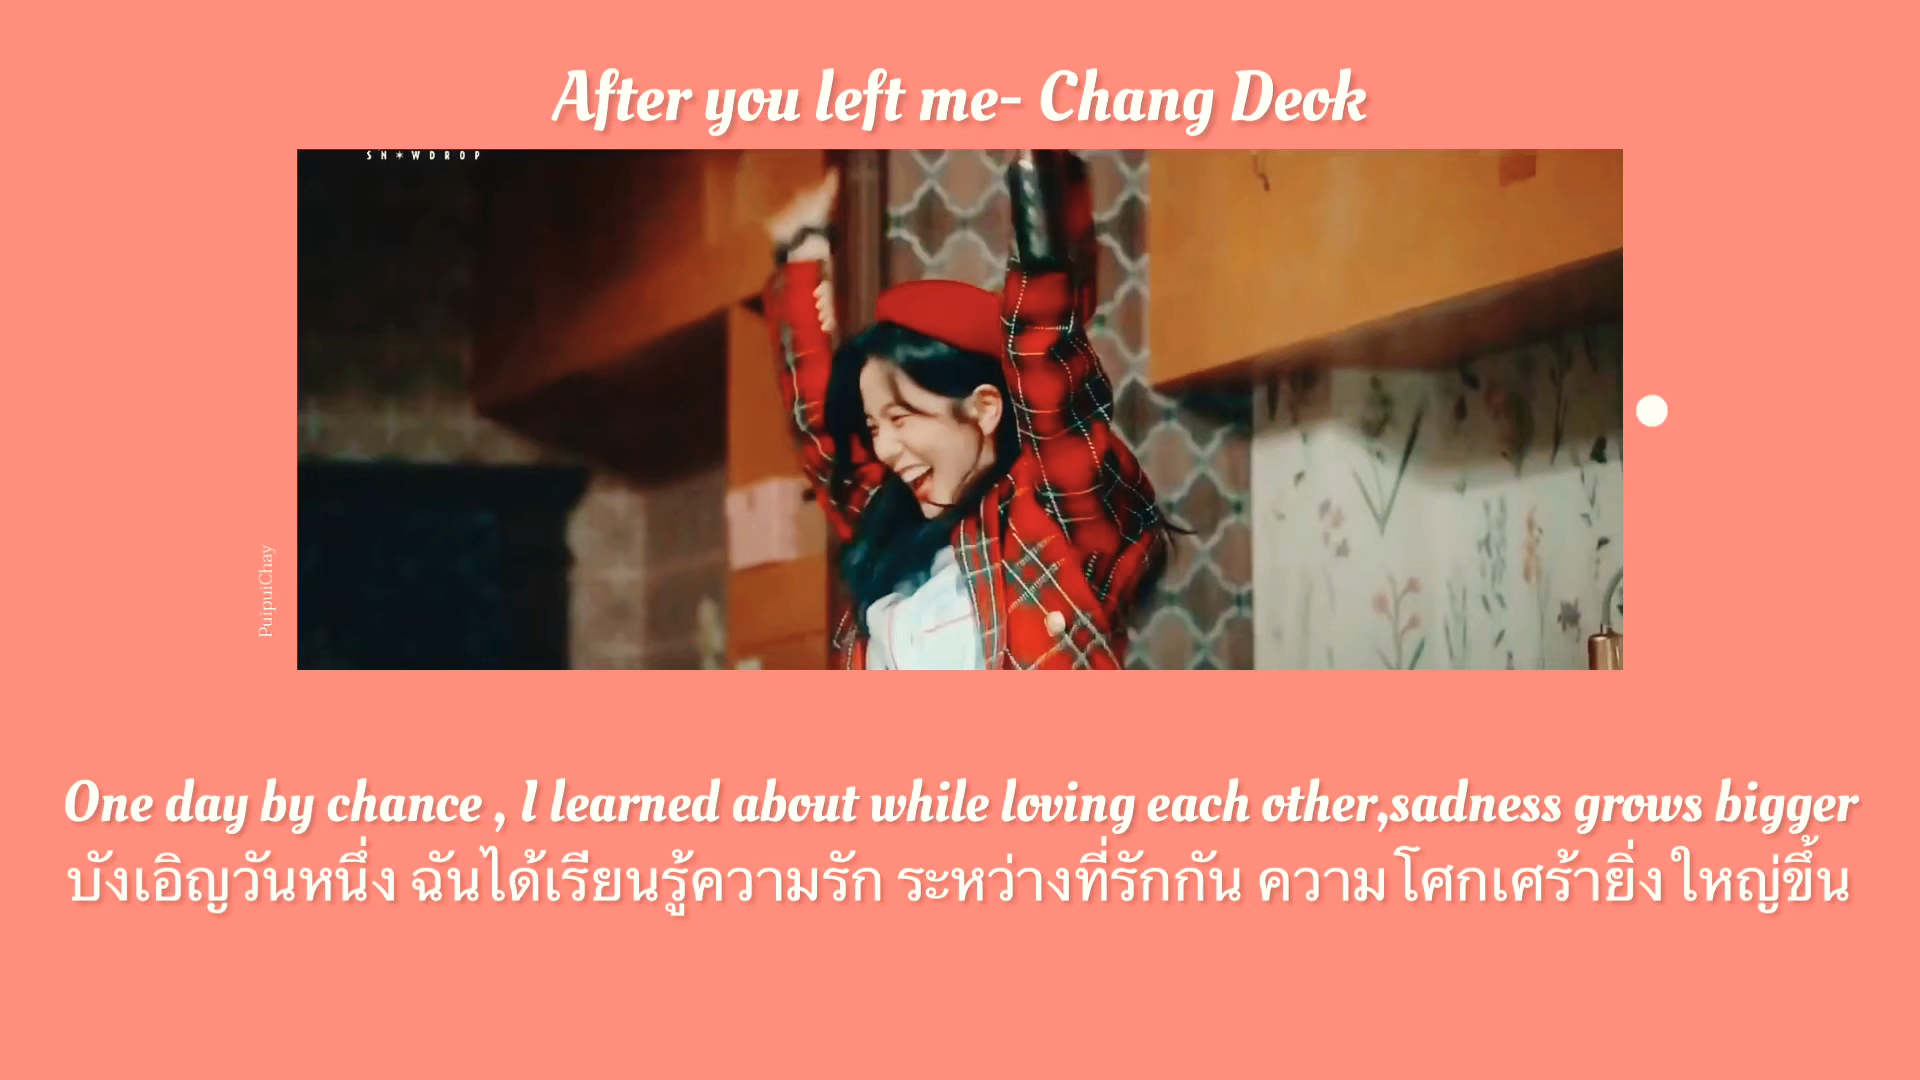 After you left me- Chang Deok
SN*WDROP
PuipuiChay
One day by chance , I learned about while loving each other,sadness grows bigger
บังเอิญวันหนึ่ง ฉันได้เรียนรู้ความรัก ระหว่างที่รักกัน ความโศกเศร้ายิ่งใหญ่ขึ้น